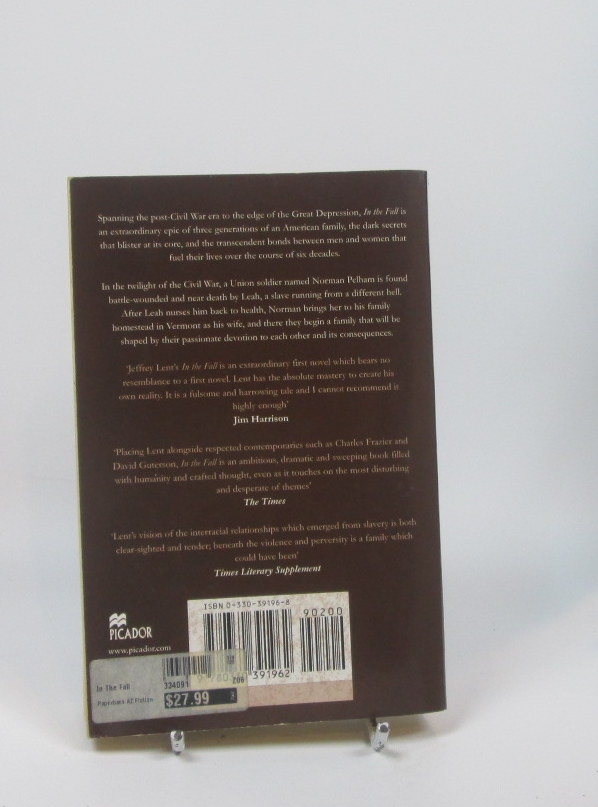 Spanning the post-Civil War era to the edge of the Great Depression, In the Fall is
an extraordinary epic of three generations of an American family, the dark secrets
that blister at its core, and the transcendent bonds between men and women that
fuel their lives over the course of six decades.
In the twilight of the Civil War, a Union soldier named Norman Pelham is found
battle-wounded and near death by Leah, a slave running from a different hell.
After Leah nurses him back to health, Norman brings her to his family
homestead in Vermont as his wife, and there they begin a family that will be
shaped by their passionate devotion to each other and its consequences.
'Jeffrey Lent's In the Fall is an extraordinary first novel which bears no
resemblance to a first novel. Lent has the absolute mastery to create his
own reality. It is a fulsome and harrowing tale and I cannot recommend it
highly enough'
Jim Harrison
'Placing Lent alongside respected contemporaries such as Charles Frazier and
David Guterson, In the Fall is an ambitious, dramatic and sweeping book filled
with humanity and crafted thought, even as it touches on the most disturbing
and desperate of themes'
The Times
'Lent's vision of the interracial relationships which emerged from slavery is both
clear-sighted and tender; beneath the violence and perversity is a family which
could have been'
Times Literary Supplement
ISBN 0-330-39196-8
90200
PICADOR
www.picador.com
391962
In The Fall
334091
Paperback AZ Fiction
$27.99